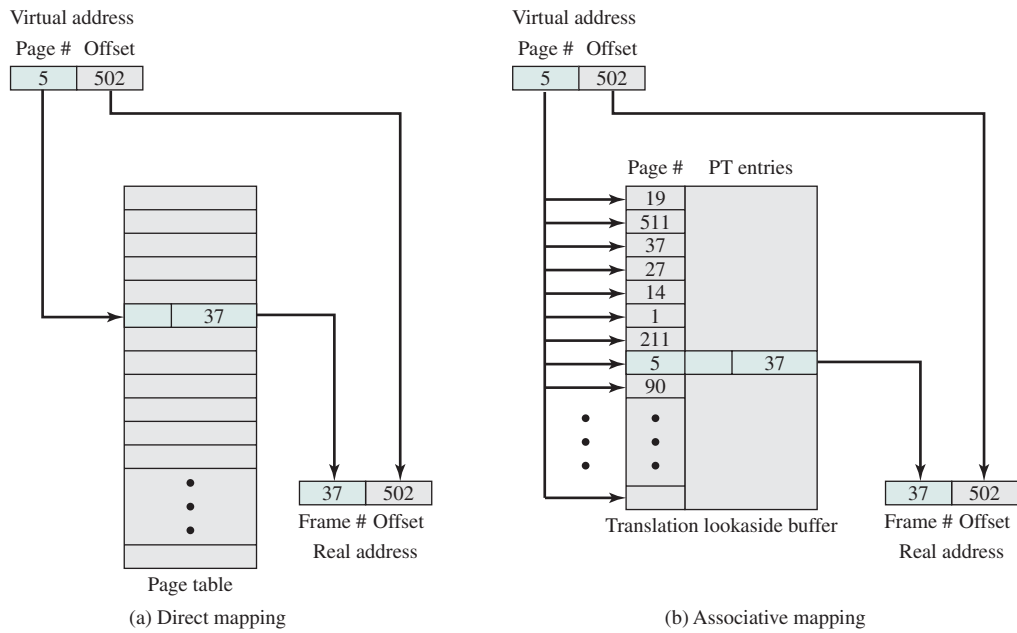 Virtual address
Page # Offset
5 502
37
37 502
Frame # Offset
Real address
Page table
(a) Direct mapping
Virtual address
Page # Offset
5 502
Page # PT entries
19
511
37
27
14
1
211
5 37
90
Translation lookaside buffer
37 502
Frame # Offset
Real address
(b) Associative mapping